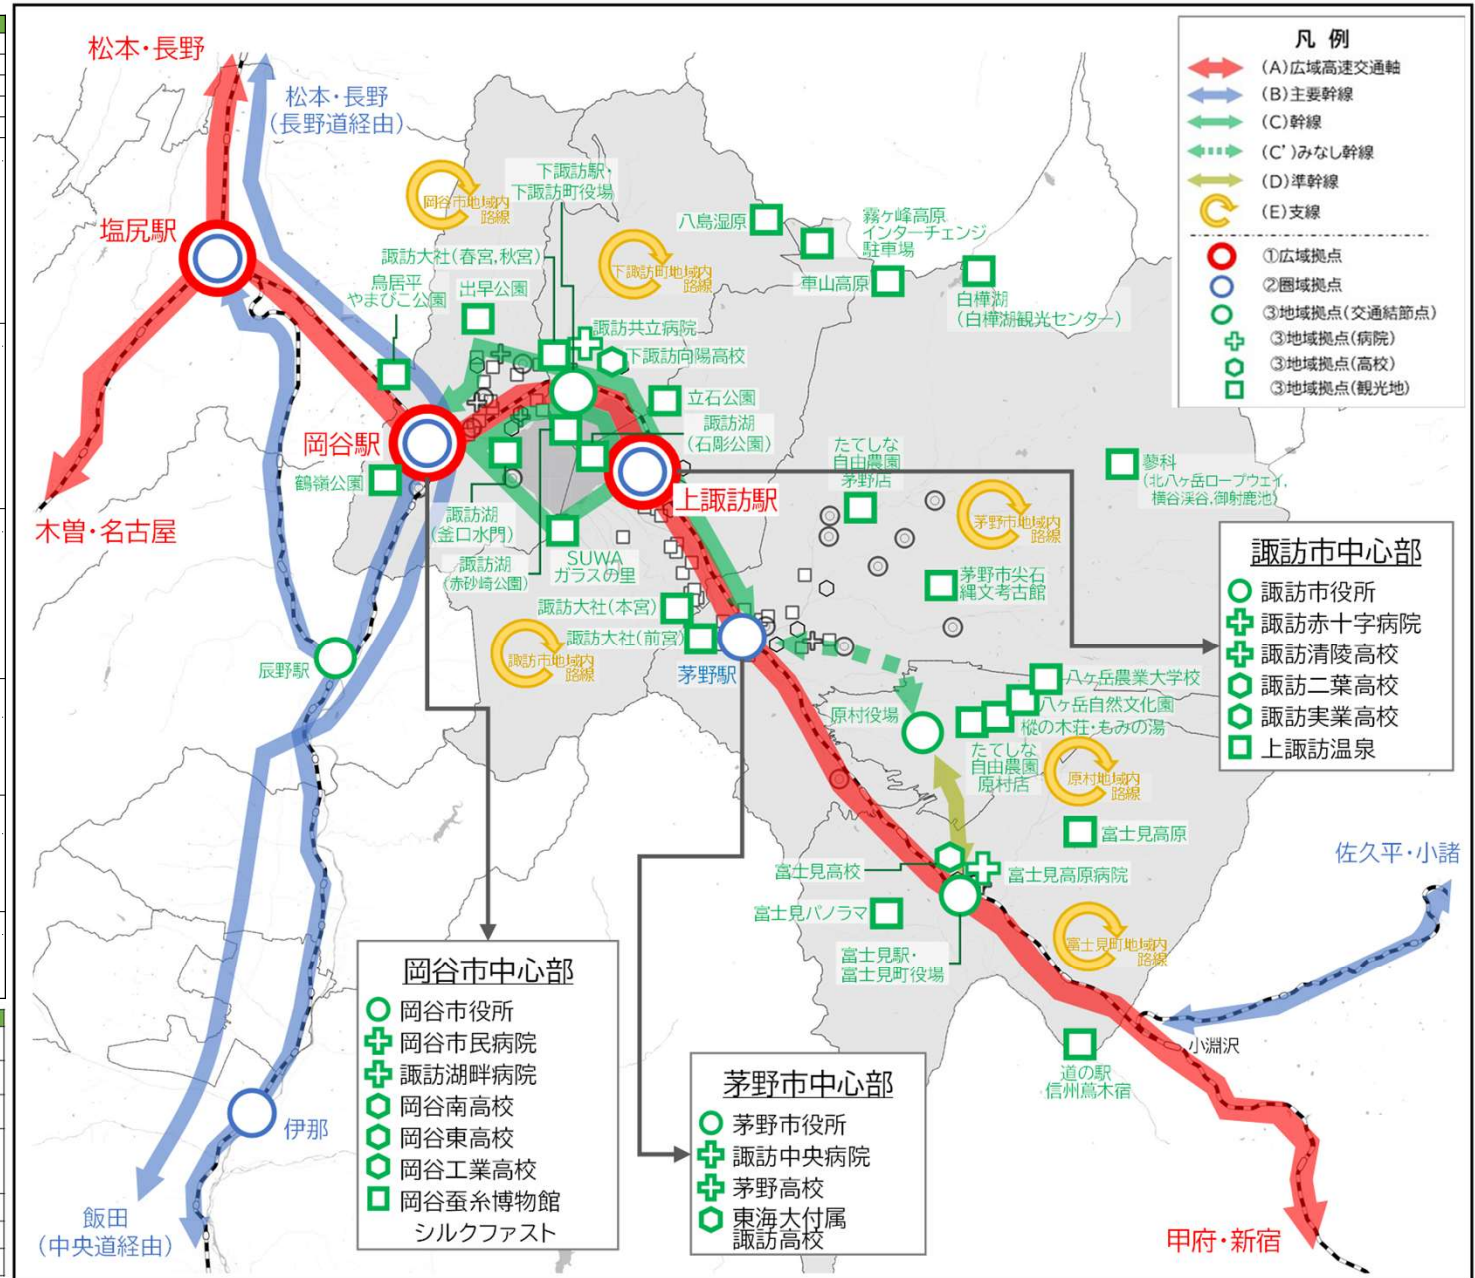 松本・長野
松本・長野
（長野道経由）
凡 例
(A)広域高速交通軸
(B)主要幹線
(C)幹線
(C')みなし幹線
(D)準幹線
(E)支線
①広域拠点
②圏域拠点
③地域拠点(交通結節点)
③地域拠点(病院)
③地域拠点(高校)
③地域拠点(観光地)
塩尻駅
岡谷市地域内
路線
下諏訪駅・
下諏訪町役場
諏訪大社(春宮,秋宮)
下諏訪町地域内
路線
八島湿原
車山高原
霧ヶ峰高原
インターチェンジ
駐車場
白樺湖
(白樺湖観光センター)
鳥居平
やまびこ公園
出早公園
諏訪共立病院
下諏訪向陽高校
立石公園
諏訪湖
(石彫公園)
岡谷駅
鶴嶺公園
上諏訪駅
たてしな
自由農園
茅野店
蓼科
(北八ヶ岳ロープウェイ,
横谷渓谷,御射鹿池)
木曽・名古屋
諏訪湖
(釜口水門)
諏訪湖
(赤砂崎公園)
SUWA
ガラスの里
茅野市地域内
路線
茅野市尖石
縄文考古館
諏訪大社(本宮)
諏訪大社(前宮)
諏訪市地域内
路線
辰野駅
茅野駅
原村役場
八ヶ岳農業大学校
八ヶ岳自然文化園
樅の木荘・もみの湯
たてしな
自由農園
原村店
原村地域内
路線
諏訪市中心部
諏訪市役所
諏訪赤十字病院
諏訪清陵高校
諏訪二葉高校
諏訪実業高校
上諏訪温泉
富士見高原
富士見高校
富士見高原病院
富士見パノラマ
富士見駅・
富士見町役場
富士見町地域内
路線
佐久平・小諸
小淵沢
道の駅
信州蔦木宿
岡谷市中心部
岡谷市役所
岡谷市民病院
諏訪湖畔病院
岡谷南高校
岡谷東高校
岡谷工業高校
岡谷蚕糸博物館
シルクファスト
茅野市中心部
茅野市役所
諏訪中央病院
茅野高校
東海大付属
諏訪高校
伊那
飯田
(中央道経由)
甲府・新宿